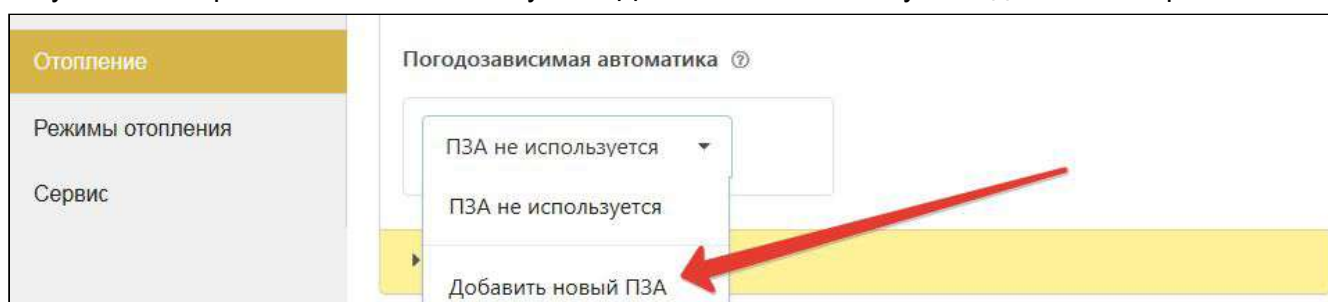 Отопление
Режимы отопления
Сервис
Погодозависимая автоматика
ПЗА не используется
ПЗА не используется
Добавить новый ПЗА